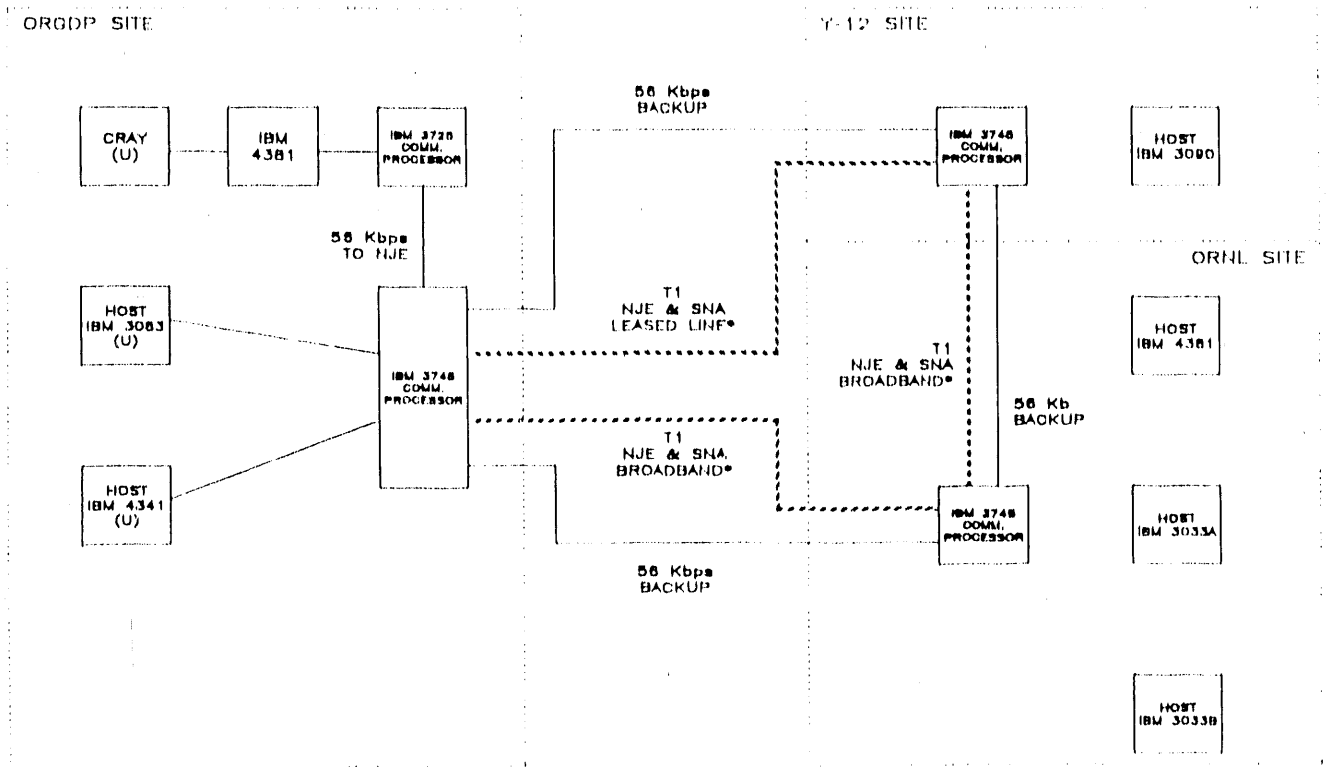 ORGDP SITE
Y-12 SITE
CRAY
(U)
IBM
4381
IBM 3725
COMM.
PROCESSOR
56 Kbps
BACKUP
IBM 3745
COMM.
PROCESSOR
HOST
IBM 3090
56 Kbps
TO NJE
ORNL SITE
HOST
IBM 3083
(U)
T1
NJE & SNA
LEASED LINE*
HOST
IBM 4381
IBM 3745
COMM.
PROCESSOR
T1
NJE & SNA
BROADBAND*
56 Kb
BACKUP
T1
NJE & SNA
BROADBAND*
HOST
IBM 4341
(U)
IBM 3745
COMM.
PROCESSOR
HOST
IBM 3033A
56 Kbps
BACKUP
HOST
IBM 3033B